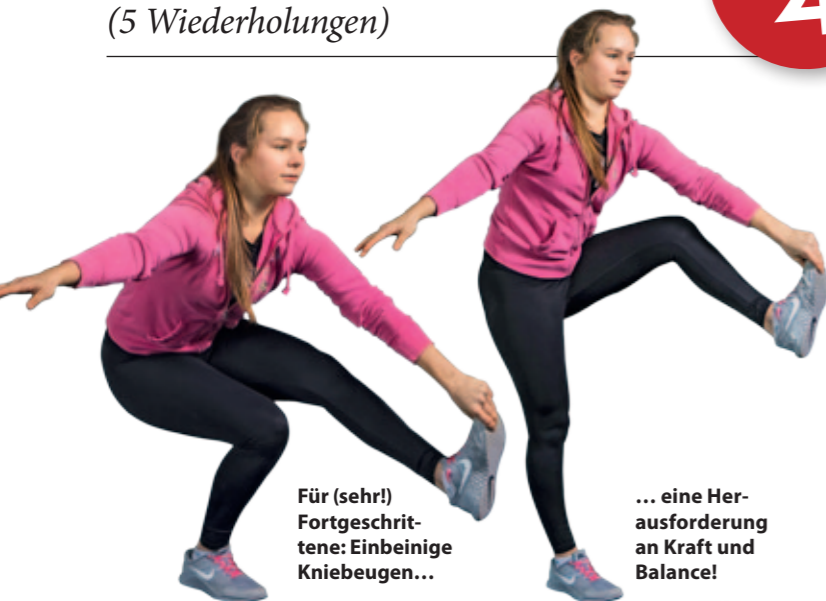 (5 Wiederholungen)
Für (sehr!)
Fortgeschrit-
tene: Einbeinige
Kniebeugen…
… eine Her-
ausforderung
an Kraft und
Balance!